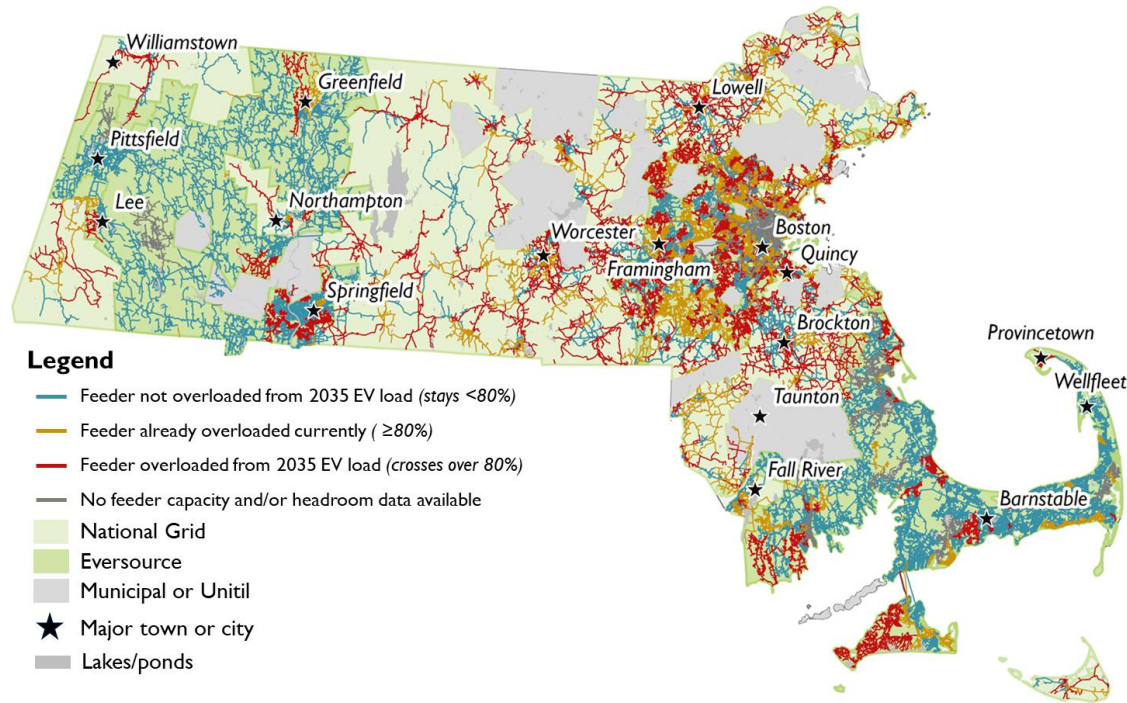 Williamstown
Greenfield
Lowell
Pittsfield
Lee
Northampton
Worcester
Boston
Framingham
Quincy
Springfield
Brockton
Provincetown
Wellfleet
Taunton
Fall River
Barnstable
Legend
Feeder not overloaded from 2035 EV load (stays <80%)
Feeder already overloaded currently ( ≥80%)
Feeder overloaded from 2035 EV load (crosses over 80%)
No feeder capacity and/or headroom data available
National Grid
Eversource
Municipal or Unitil
Major town or city
Lakes/ponds